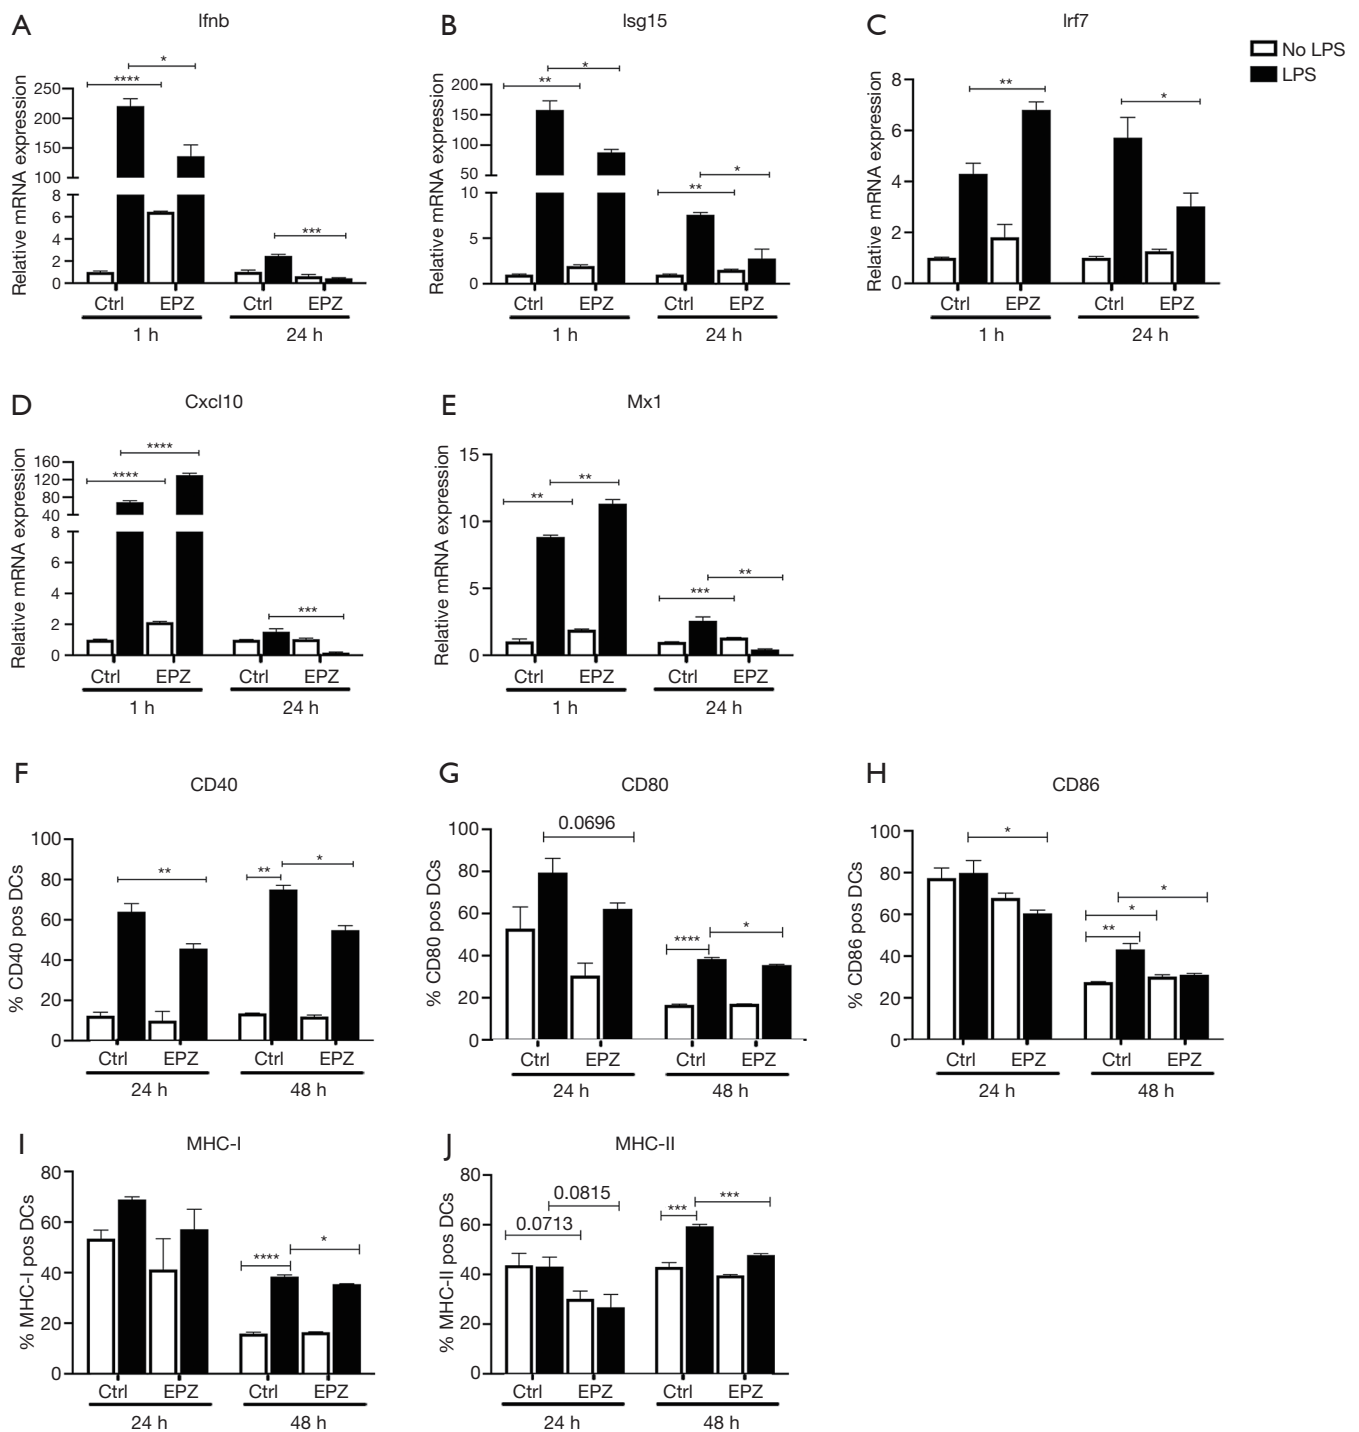 A
Ifnb
B
Isg15
C
Irf7
No LPS
LPS
Relative mRNA expression
250
200
150
100
8
6
4
2
0
****
*
***
Ctrl
EPZ
Ctrl
EPZ
1 h
24 h
Relative mRNA expression
200
150
100
50
10
5
0
**
*
**
*
Ctrl
EPZ
Ctrl
EPZ
1 h
24 h
Relative mRNA expression
8
6
4
2
0
**
*
Ctrl
EPZ
Ctrl
EPZ
1 h
24 h
D
Cxcl10
E
Mx1
Relative mRNA expression
160
120
80
40
8
6
4
2
0
****
****
***
Ctrl
EPZ
Ctrl
EPZ
1 h
24 h
Relative mRNA expression
15
10
5
0
**
**
***
**
Ctrl
EPZ
Ctrl
EPZ
1 h
24 h
F
CD40
G
CD80
H
CD86
% CD40 pos DCs
100
80
60
40
20
0
**
**
*
Ctrl
EPZ
Ctrl
EPZ
24 h
48 h
% CD80 pos DCs
100
80
60
40
20
0
0.0696
****
*
Ctrl
EPZ
Ctrl
EPZ
24 h
48 h
% CD86 pos DCs
100
80
60
40
20
0
*
*
*
**
Ctrl
EPZ
Ctrl
EPZ
24 h
48 h
I
MHC-I
J
MHC-II
% MHC-I pos DCs
80
60
40
20
0
****
*
Ctrl
EPZ
Ctrl
EPZ
24 h
48 h
% MHC-II pos DCs
80
60
40
20
0
0.0815
0.0713
***
***
Ctrl
EPZ
Ctrl
EPZ
24 h
48 h